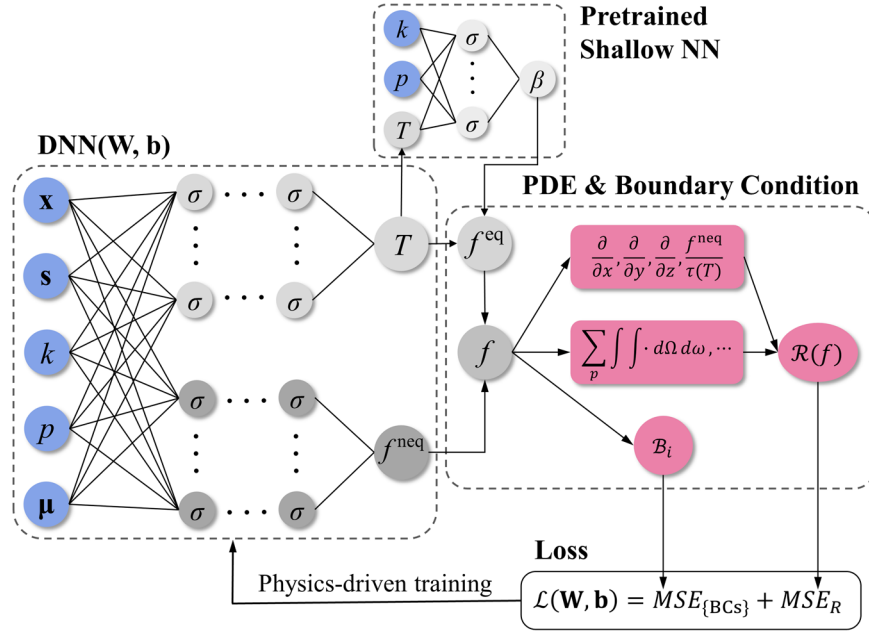 Pretrained
Shallow NN
k
p
T
σ
σ
β
DNN(W, b)
x
s
k
p
μ
σ · · · σ
σ · · · σ
σ · · · σ
σ · · · σ
T
f^neq
PDE & Boundary Condition
f^eq
f
∂/∂x, ∂/∂y, ∂/∂z, f^neq/τ(T)
∑_p ∫∫· dΩ dω, ⋯
ℛ(f)
ℬ_i
Loss
Physics-driven training
ℒ(W, b) = MSE_{BCs} + MSE_R